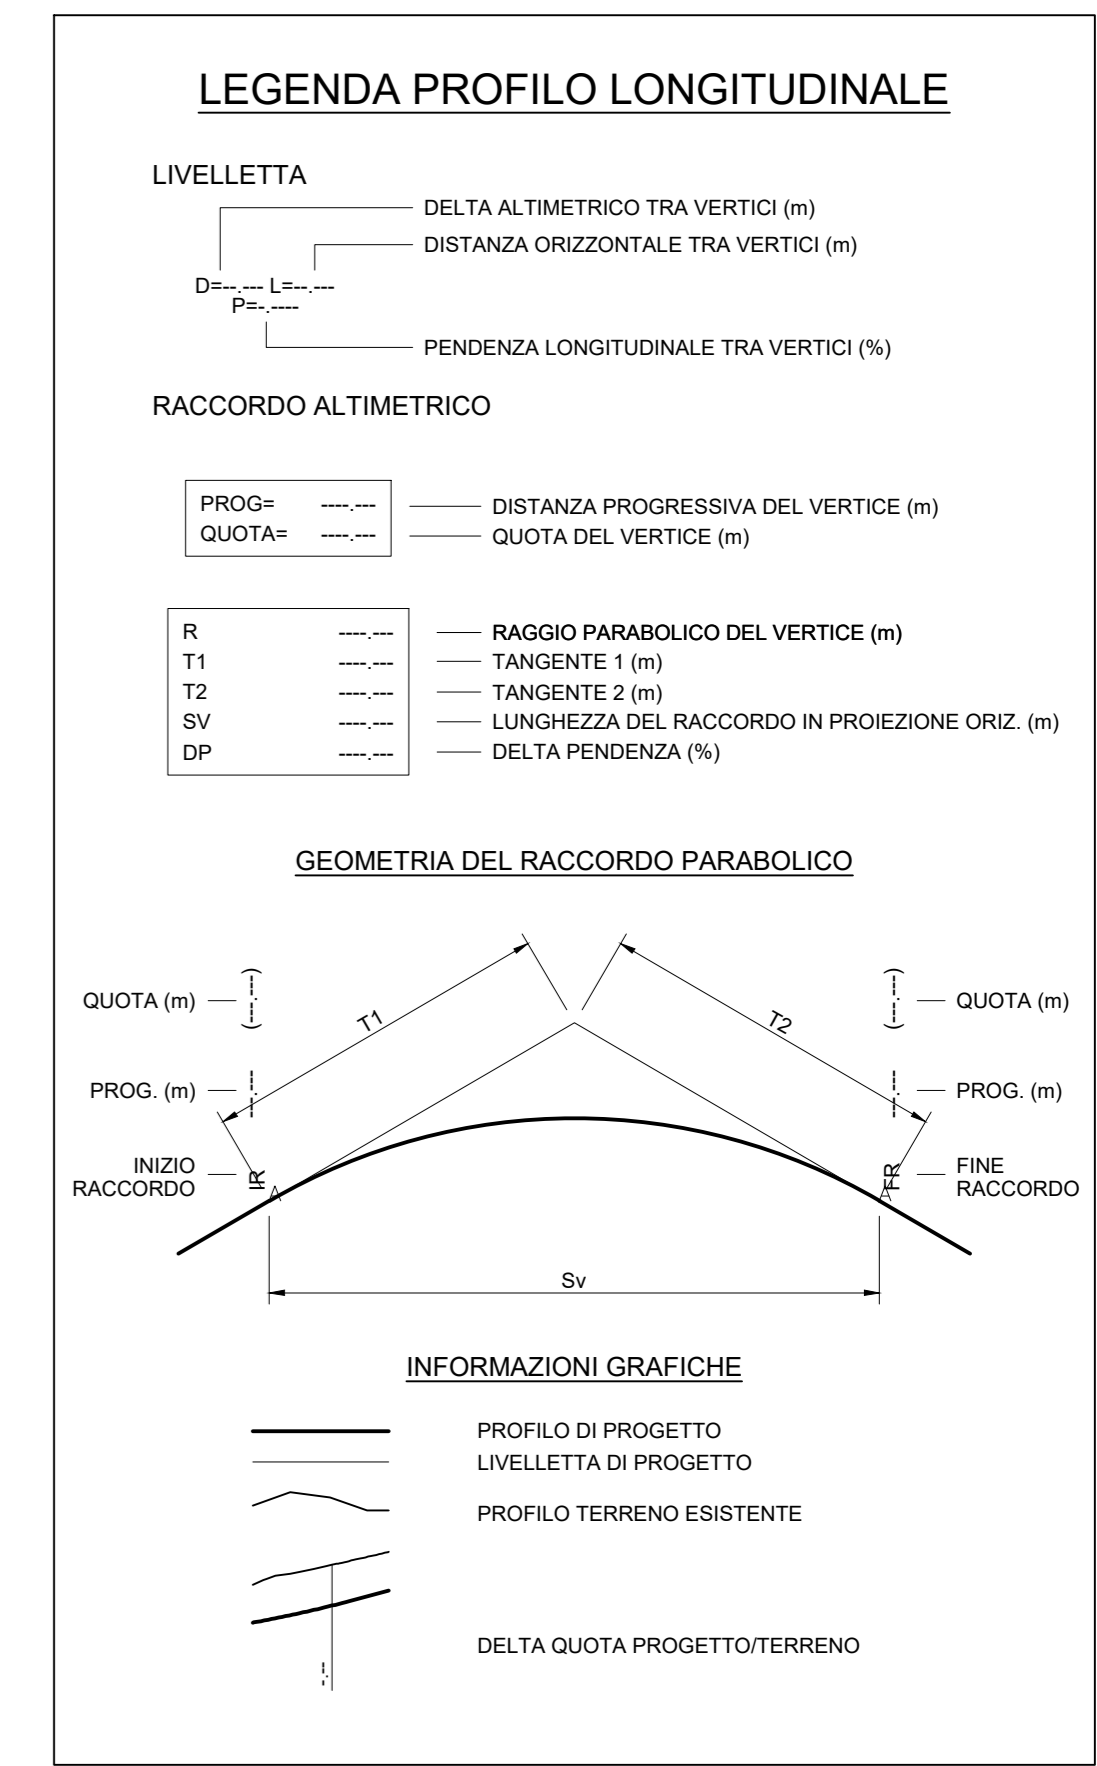 LEGENDA PROFILO LONGITUDINALE
LIVELLETTA
DELTA ALTIMETRICO TRA VERTICI (m)
DISTANZA ORIZZONTALE TRA VERTICI (m)
D=--.--- L=--.---
P=-.----
PENDENZA LONGITUDINALE TRA VERTICI (%)
RACCORDO ALTIMETRICO
PROG= ----.--- DISTANZA PROGRESSIVA DEL VERTICE (m)
QUOTA= ----.--- QUOTA DEL VERTICE (m)
R ----.--- RAGGIO PARABOLICO DEL VERTICE (m)
T1 ----.--- TANGENTE 1 (m)
T2 ----.--- TANGENTE 2 (m)
SV ----.--- LUNGHEZZA DEL RACCORDO IN PROIEZIONE ORIZ. (m)
DP ----.--- DELTA PENDENZA (%)
GEOMETRIA DEL RACCORDO PARABOLICO
T1
T2
QUOTA (m)
QUOTA (m)
PROG. (m)
PROG. (m)
INIZIO
RACCORDO
IR
FR
FINE
RACCORDO
Sv
INFORMAZIONI GRAFICHE
PROFILO DI PROGETTO
LIVELLETTA DI PROGETTO
PROFILO TERRENO ESISTENTE
DELTA QUOTA PROGETTO/TERRENO